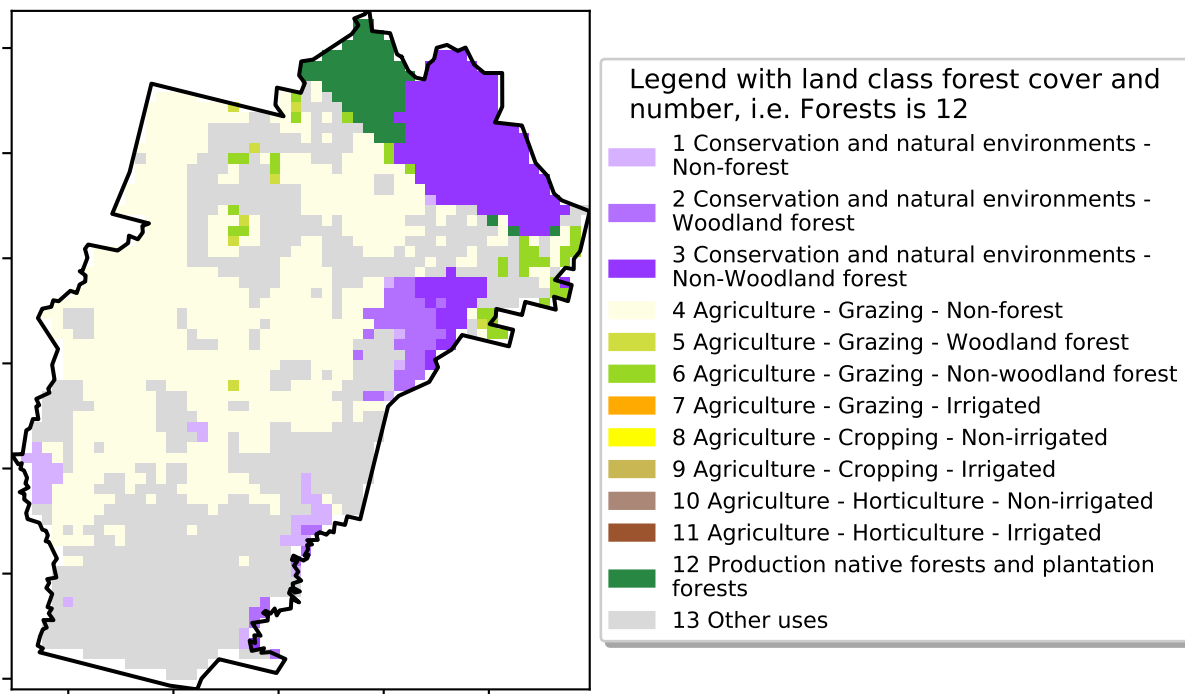 Legend with land class forest cover and
number, i.e. Forests is 12
1 Conservation and natural environments -
Non-forest
2 Conservation and natural environments -
Woodland forest
3 Conservation and natural environments -
Non-Woodland forest
4 Agriculture - Grazing - Non-forest
5 Agriculture - Grazing - Woodland forest
6 Agriculture - Grazing - Non-woodland forest
7 Agriculture - Grazing - Irrigated
8 Agriculture - Cropping - Non-irrigated
9 Agriculture - Cropping - Irrigated
10 Agriculture - Horticulture - Non-irrigated
11 Agriculture - Horticulture - Irrigated
12 Production native forests and plantation
forests
13 Other uses